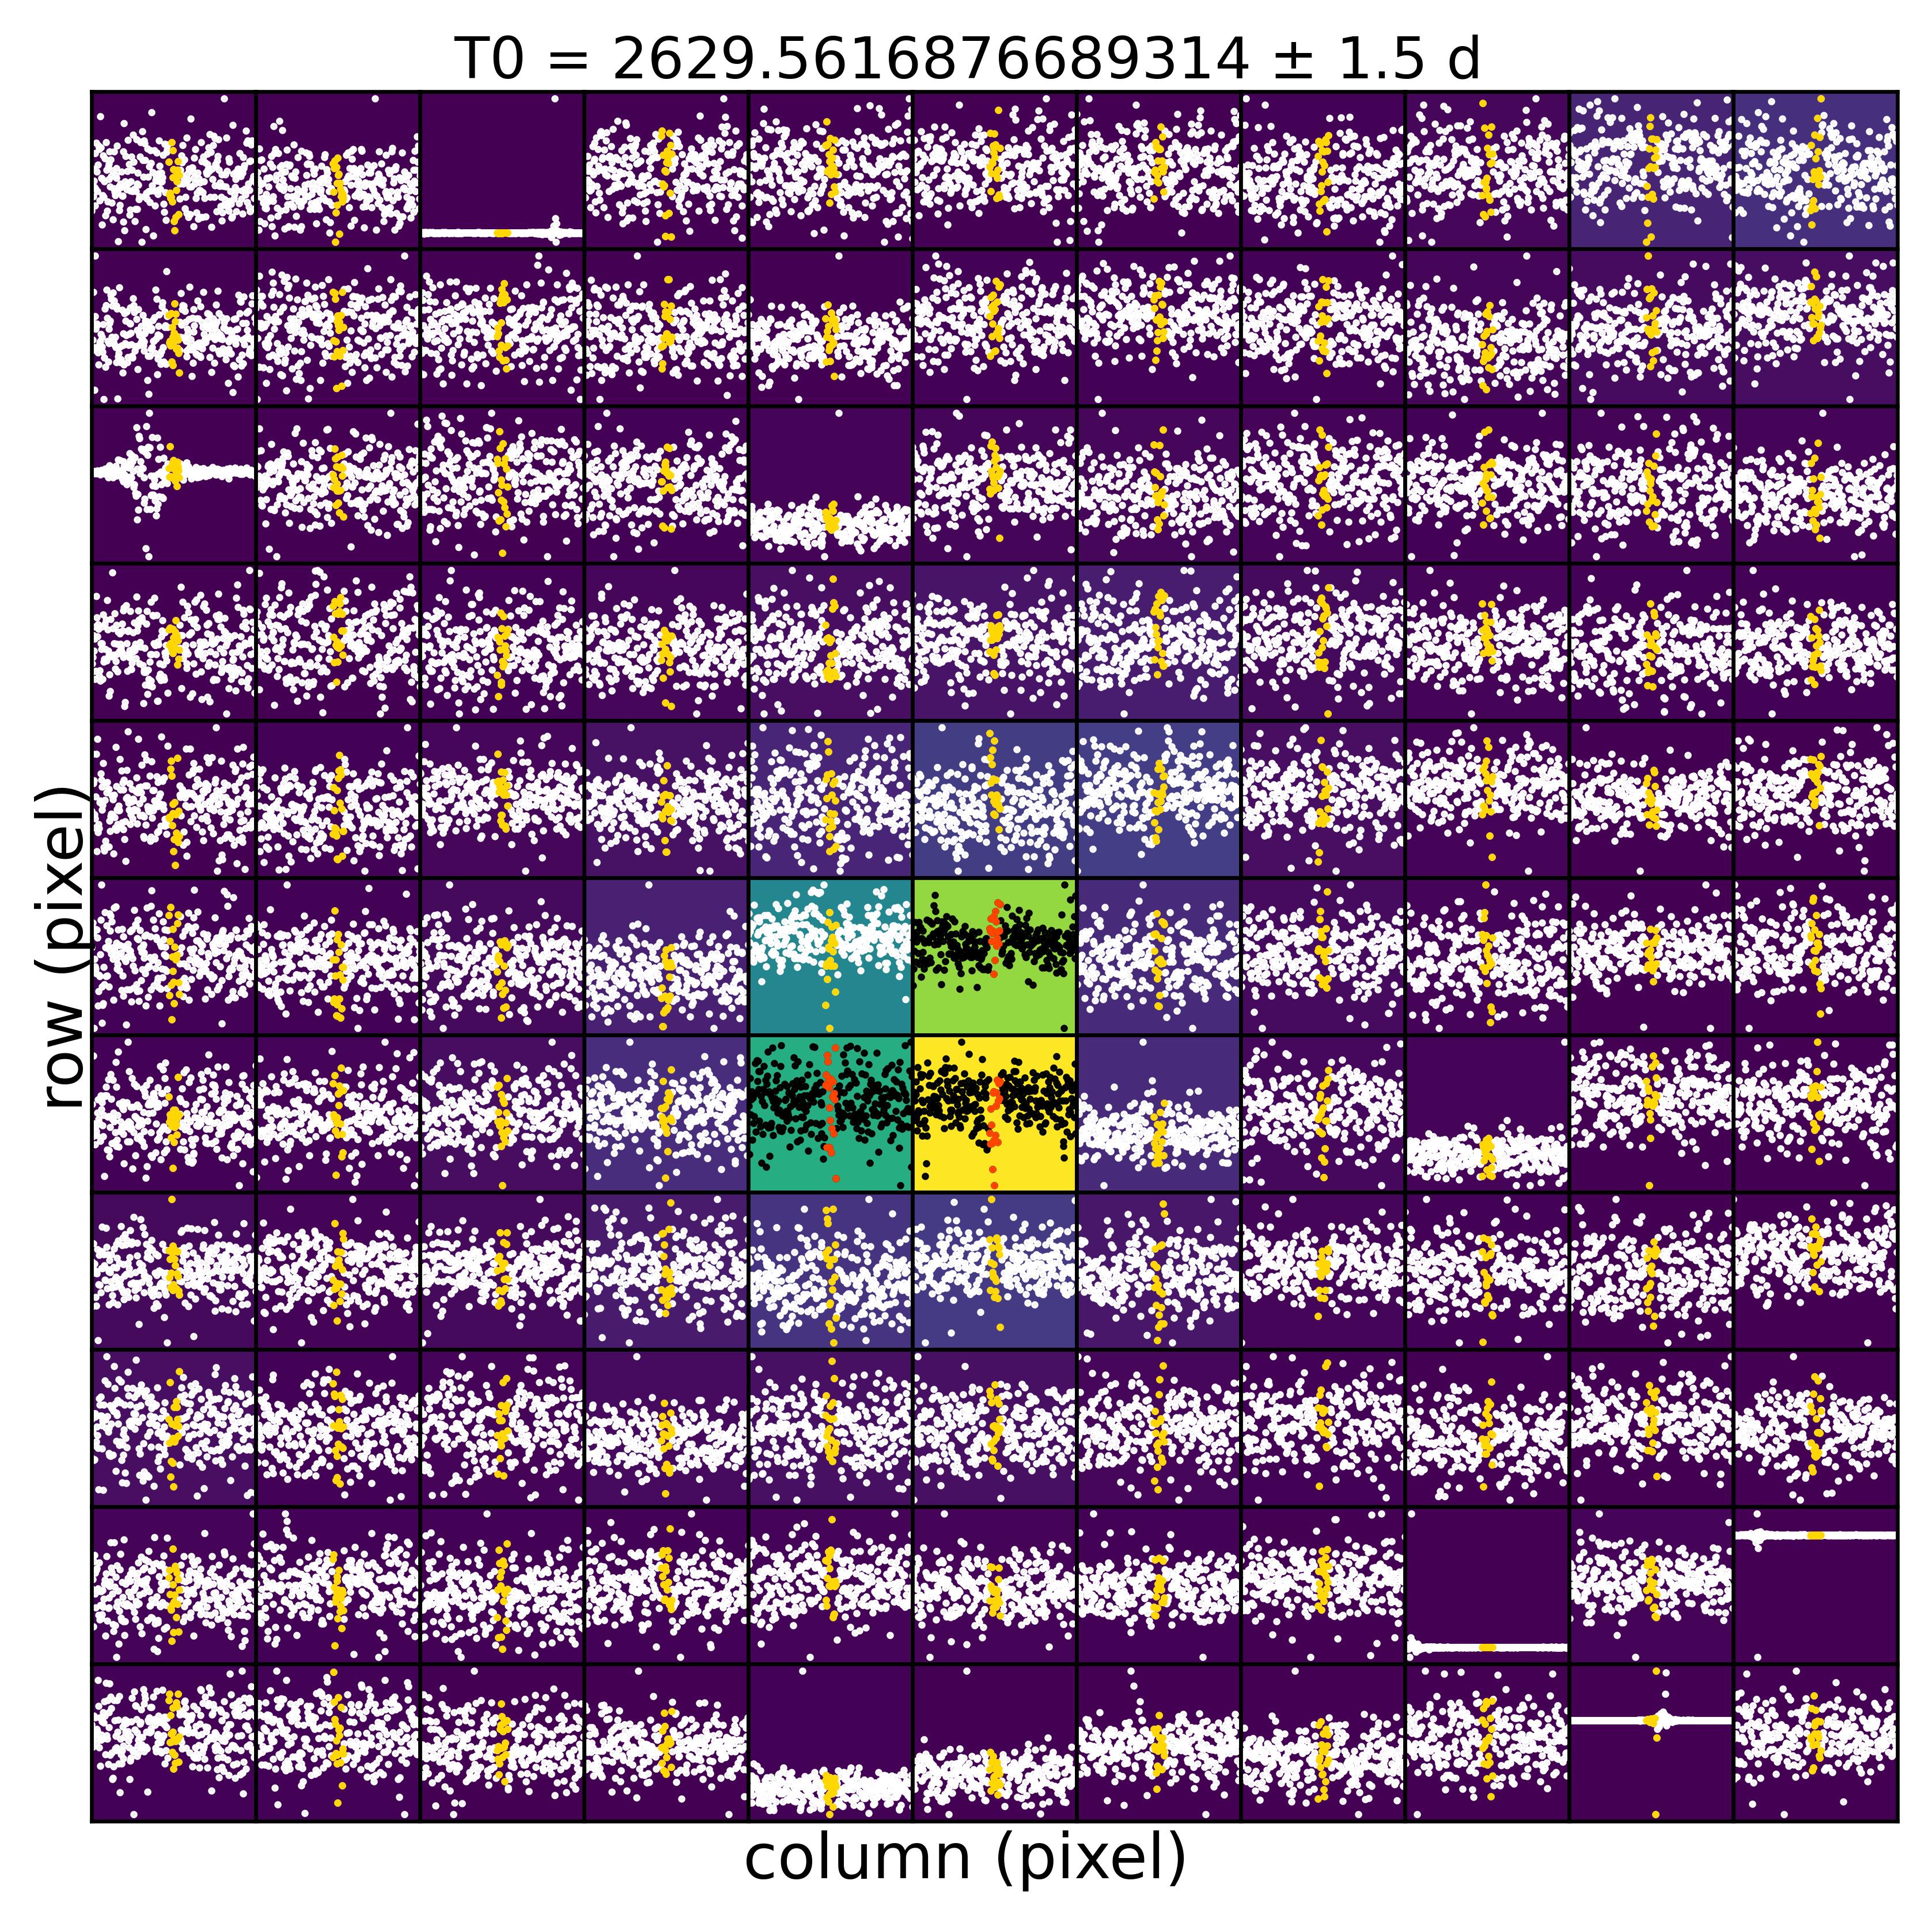 T0 = 2629.5616876689314 ± 1.5 d
row (pixel)
column (pixel)